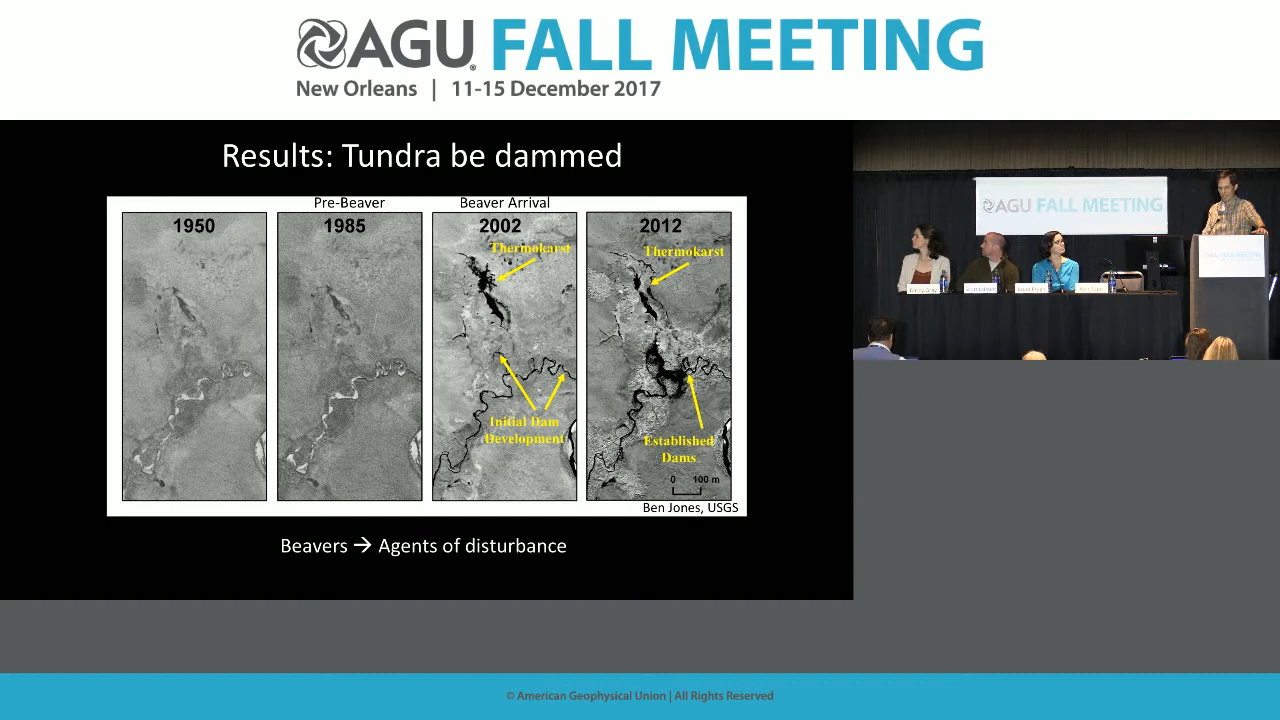 AGU FALL MEETING
New Orleans | 11-15 December 2017
Results: Tundra be dammed
Pre-Beaver
Beaver Arrival
1950
1985
2002
2012
Thermokarst
Thermokarst
Initial Dam
Development
Established
Dams
0 100 m
Ben Jones, USGS
Beavers → Agents of disturbance
AGU FALL MEETING
Darcy Gray
© American Geophysical Union | All Rights Reserved